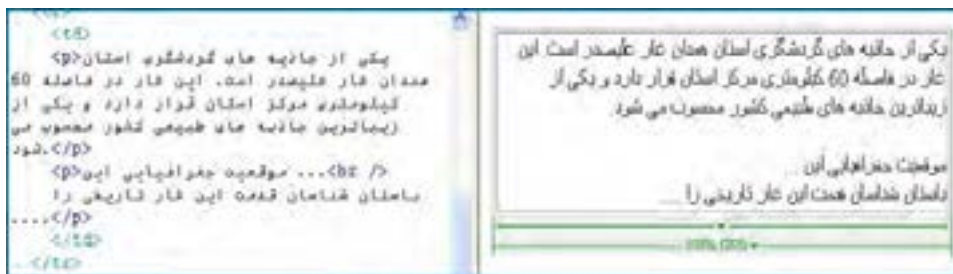 <td>
<p>یکی از جاذبه های گردشگری استان
همدان غار علیصدر است. این غار در فاصله 60
کیلومتری مرکز استان قرار دارد و یکی از
زیباترین جاذبه های طبیعی کشور محسوب می
شود.</p>
<p>موقعیت جغرافیایی این ...<br />
باستان شناسان قدمت این غار تاریخی را
....</p>
</td>
</tr>
یکی از جاذبه های گردشگری استان همدان غار علیصدر است. این
غار در فاصله 60 کیلومتری مرکز استان قرار دارد و یکی از
زیباترین جاذبه های طبیعی کشور محسوب می شود.
موقعیت جغرافیایی این ...
باستان شناسان قدمت این غار تاریخی را ....